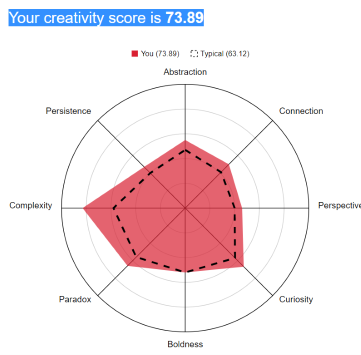 Your creativity score is 73.89
You (73.89) Typical (63.12)
Abstraction
Persistence Connection
Complexity Perspective
Paradox Curiosity
Boldness